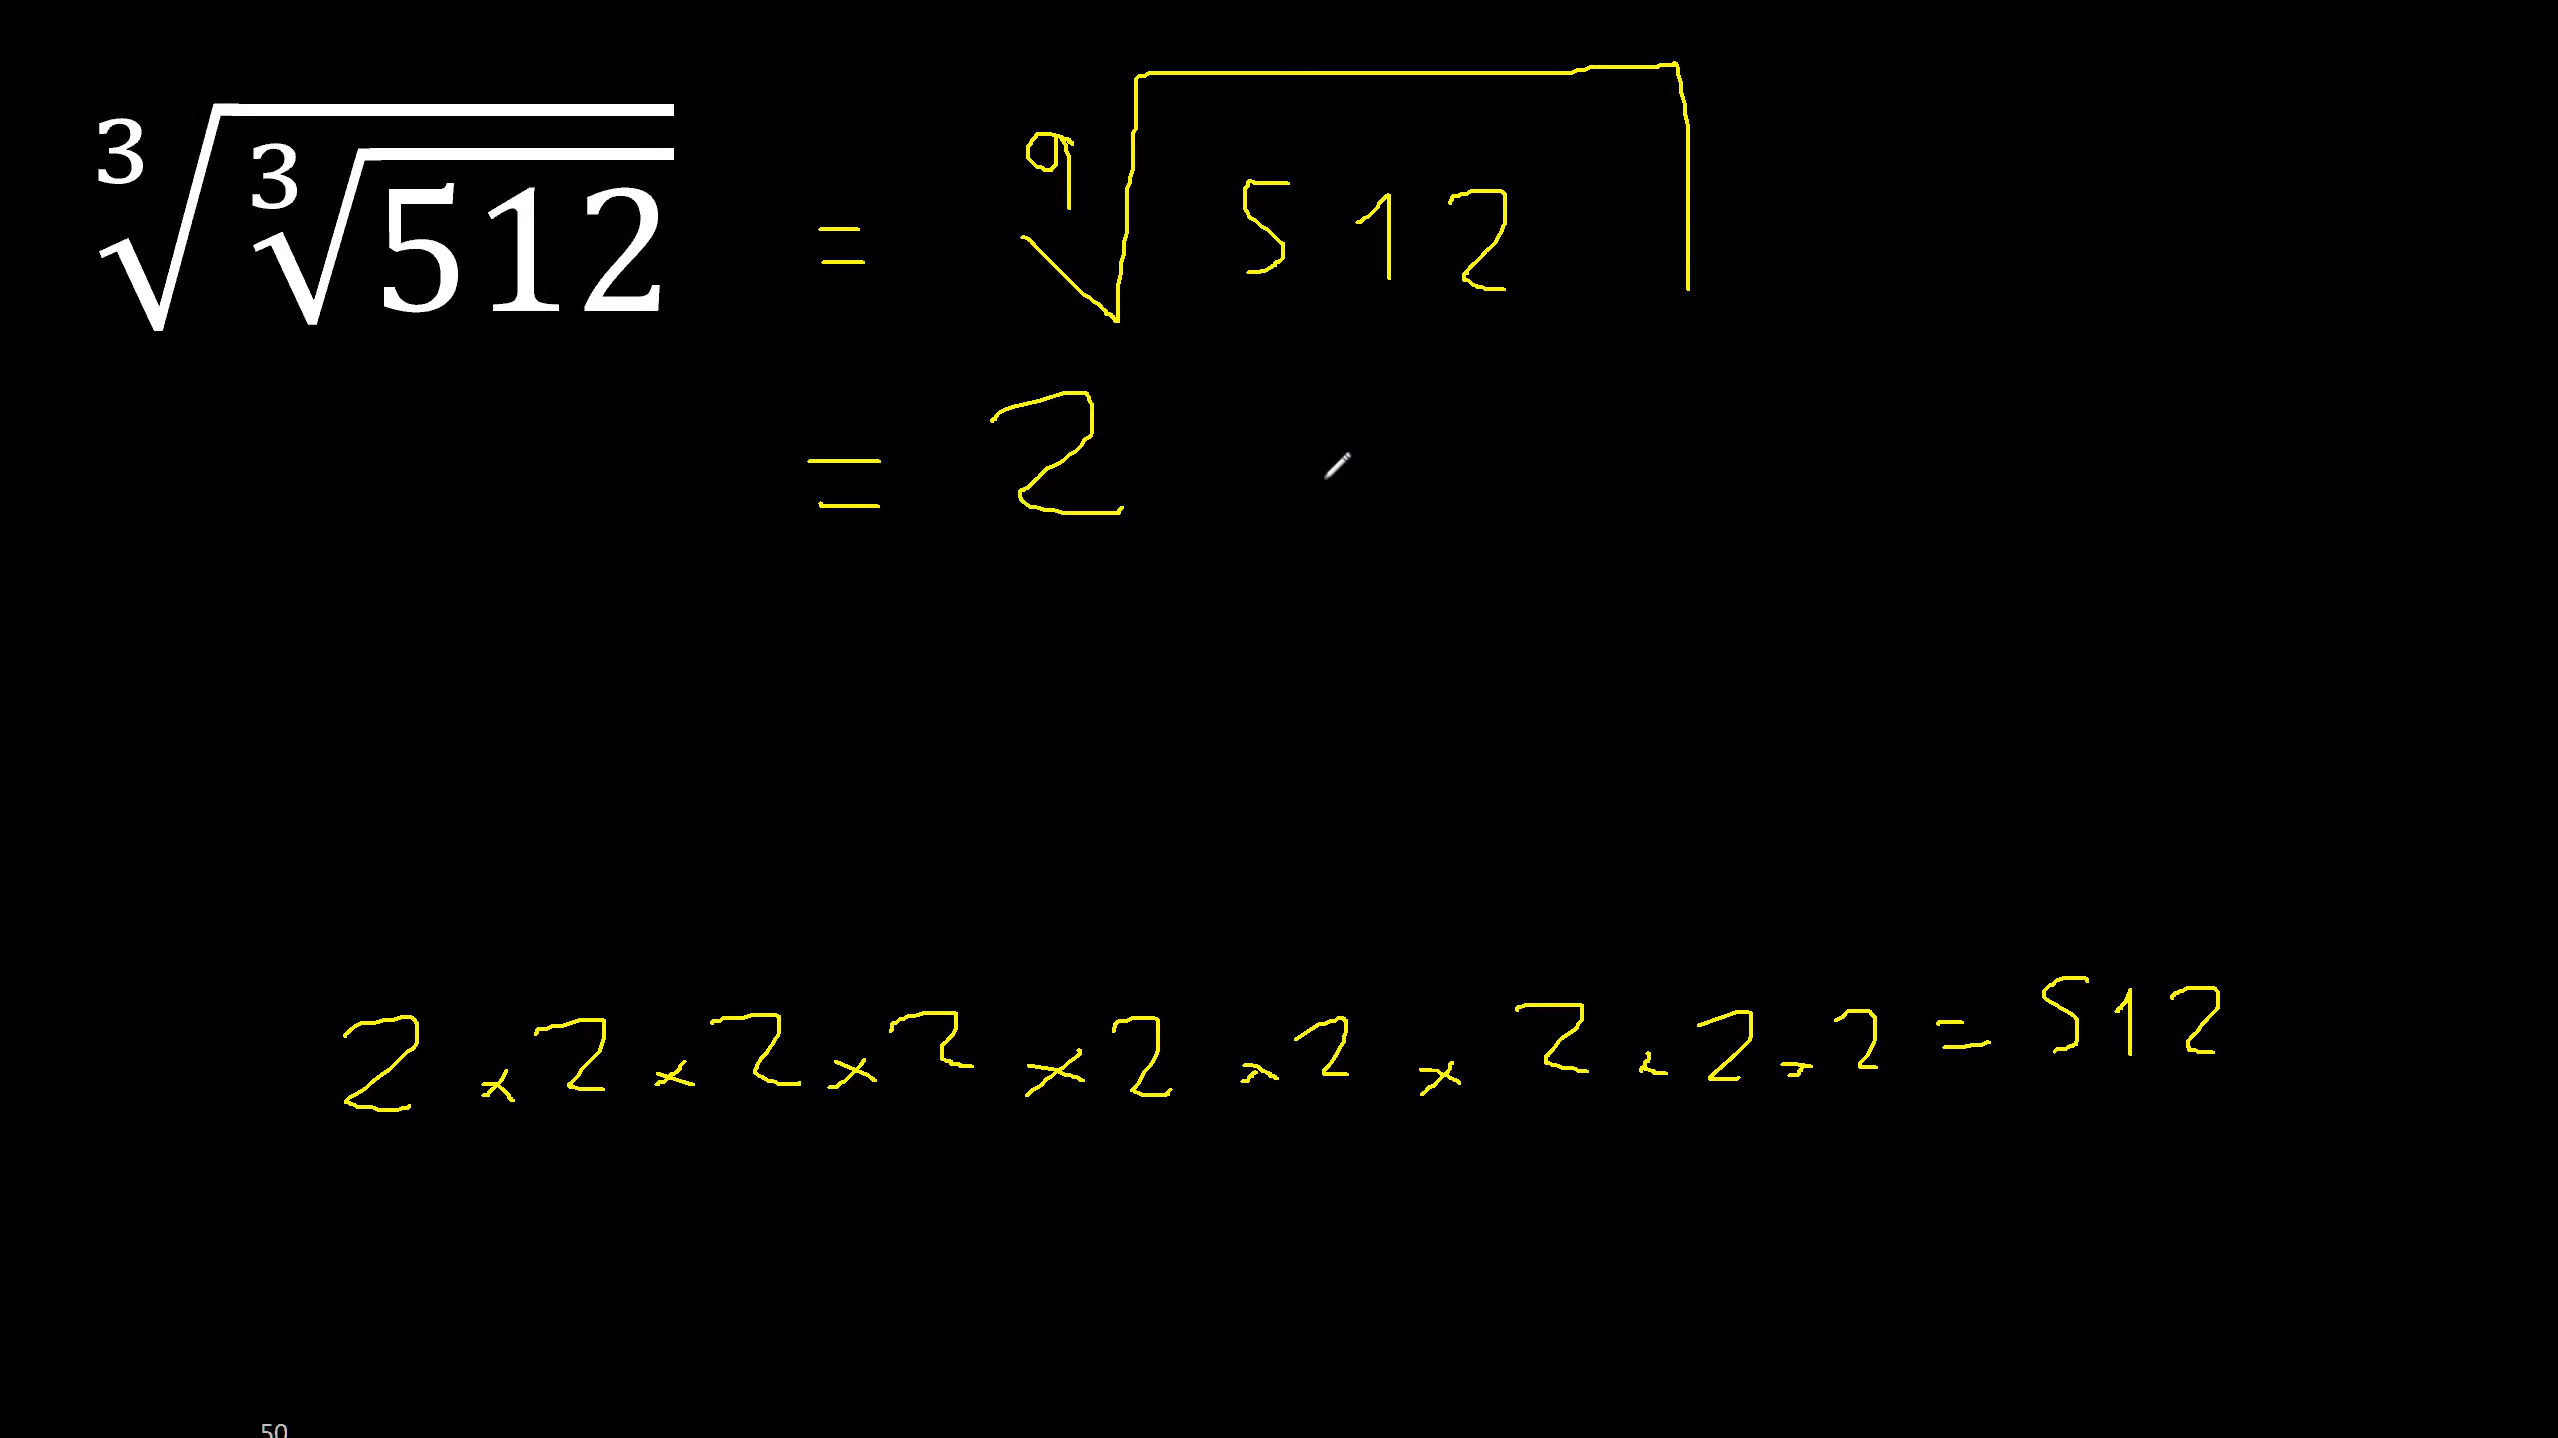 ∛∛512 = ⁹√512
= 2
2 × 2 × 2 × 2 × 2 × 2 × 2 × 2 × 2 = 512
50